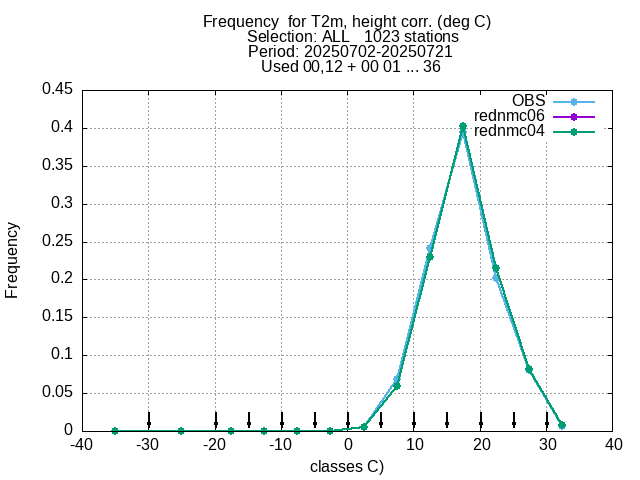 Frequency  for T2m, height corr. (deg C)
Selection: ALL   1023 stations
Period: 20250702-20250721
Used 00,12 + 00 01 ... 36
OBS
rednmc06
rednmc04
0.45
0.4
0.35
0.3
0.25
0.2
0.15
0.1
0.05
0
Frequency
-40 -30 -20 -10 0 10 20 30 40
classes C)